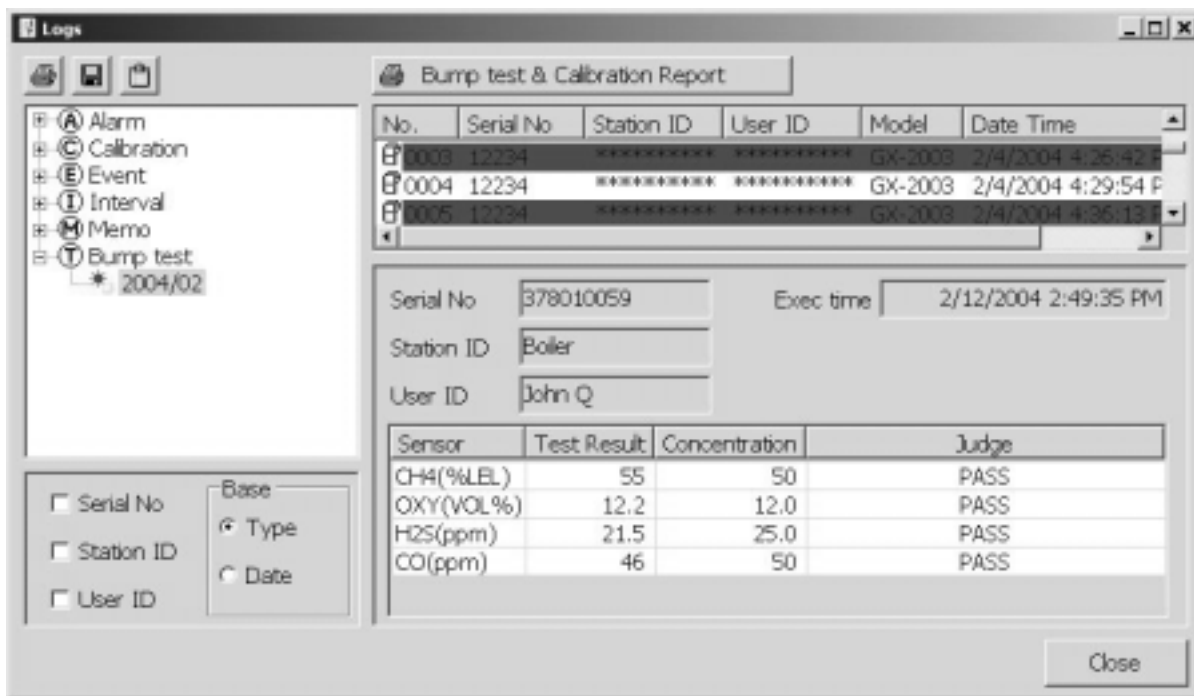 Logs
Bump test & Calibration Report
Alarm
Calibration
Event
Interval
Memo
Bump test
2004/02
Serial No
Station ID
User ID
Base
Type
Date
No. Serial No Station ID User ID Model Date Time
0003 12234 ********** *********** GX-2003 2/4/2004 4:26:42 P
0004 12234 ********** *********** GX-2003 2/4/2004 4:29:54 P
0005 12234 ********** *********** GX-2003 2/4/2004 4:36:13 P
Serial No 378010059 Exec time 2/12/2004 2:49:35 PM
Station ID Boiler
User ID John Q
Sensor Test Result Concentration Judge
CH4(%LEL) 55 50 PASS
OXY(VOL%) 12.2 12.0 PASS
H2S(ppm) 21.5 25.0 PASS
CO(ppm) 46 50 PASS
Close